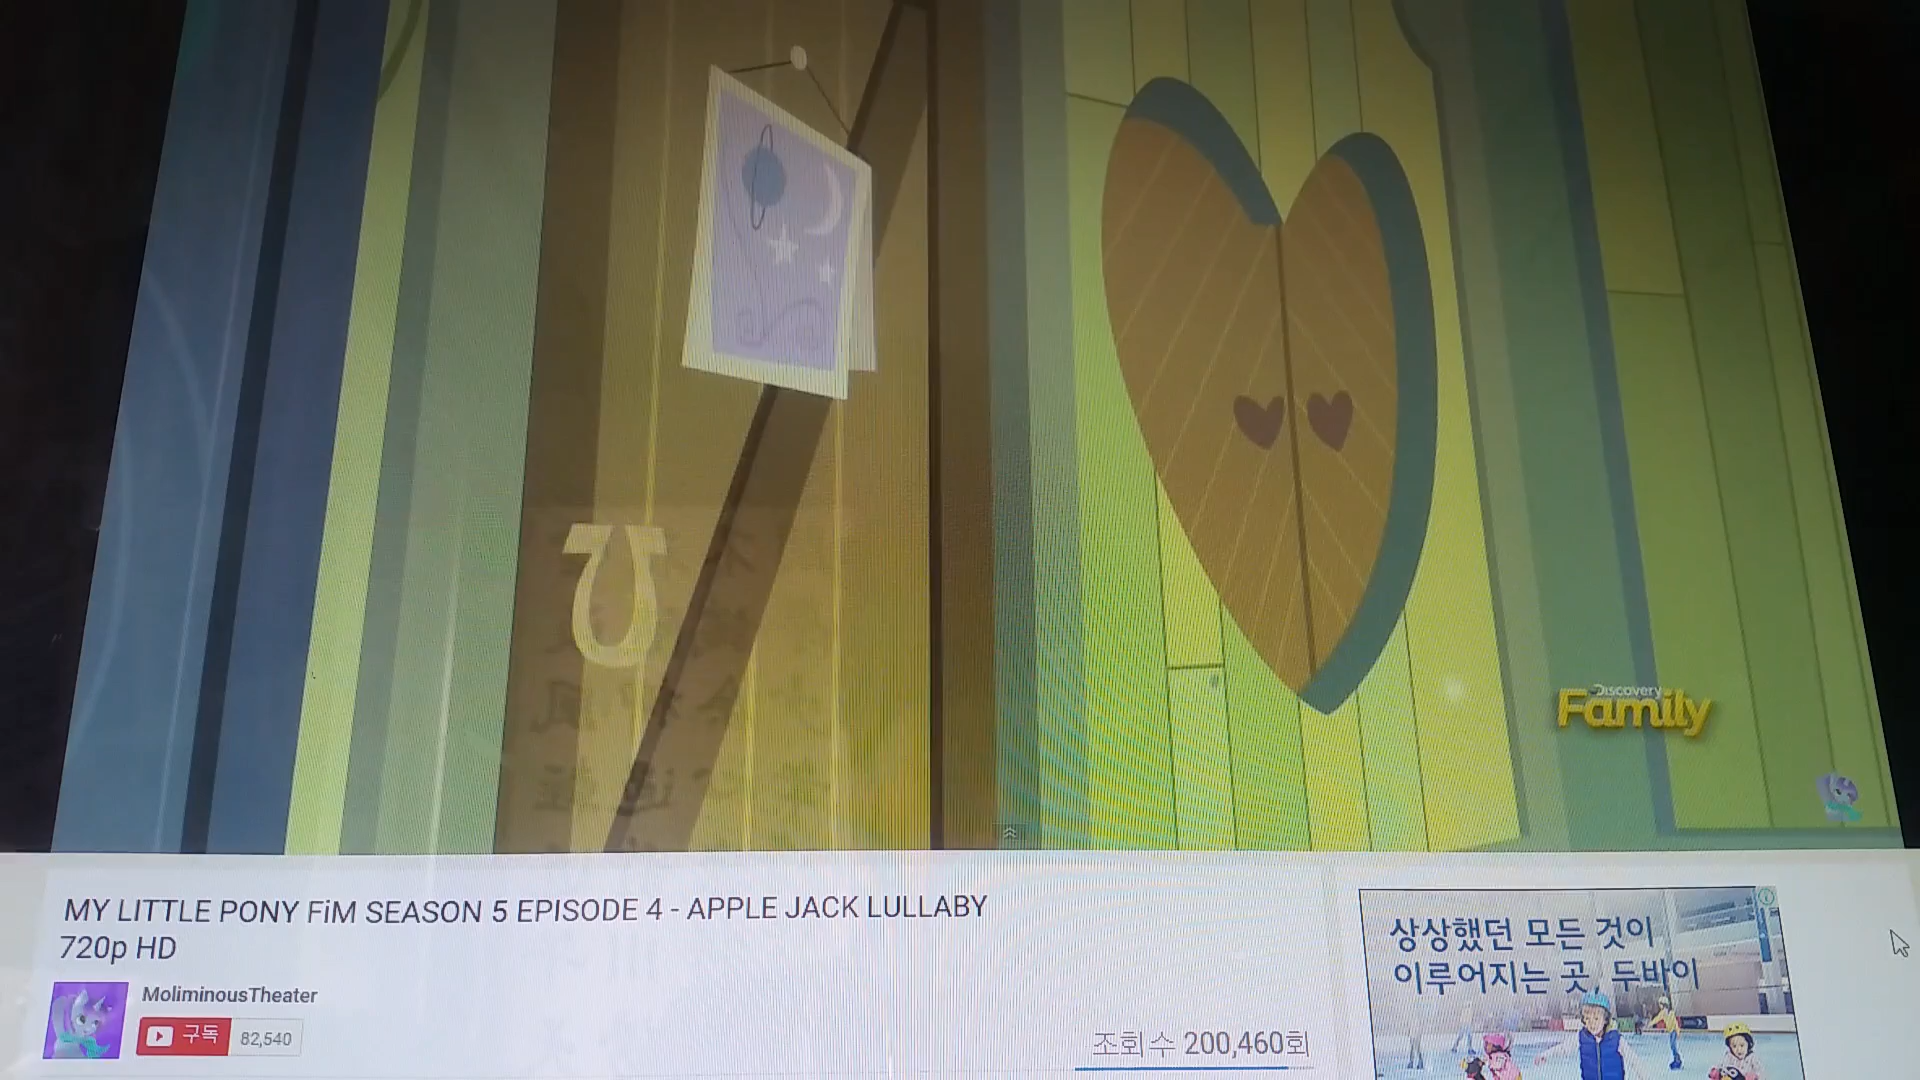 Discovery
Family
MY LITTLE PONY FiM SEASON 5 EPISODE 4 - APPLE JACK LULLABY
720p HD
MoliminousTheater
구독 82,540
조회수 200,460회
상상했던 모든 것이
이루어지는 곳, 두바이